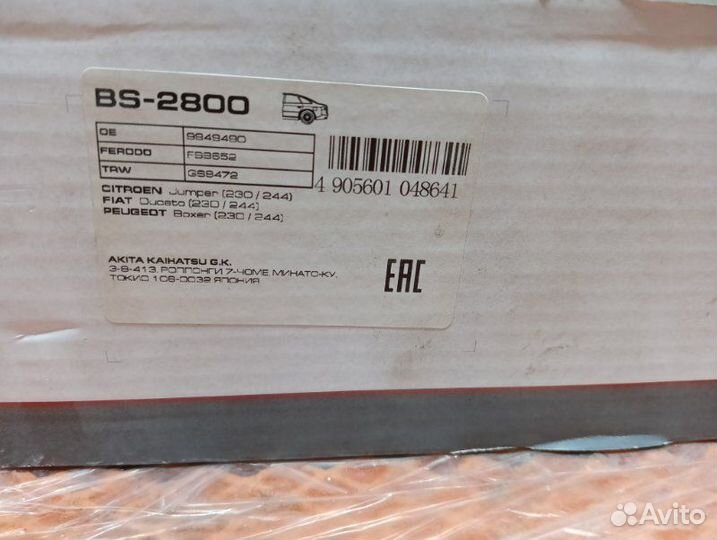 BS-2800
OE 9949490
FERODO FSB652
TRW GS8472
4 905601 048641
CITROEN Jumper (230 / 244)
FIAT Ducato (230 / 244)
PEUGEOT Boxer (230 / 244)
AKITA KAIHATSU G.K.
3-8-413, РОППОНГИ 7-ЧОМЕ, МИНАТО-КУ,
ТОКИО 106-0032 ЯПОНИЯ
EAC
Avito